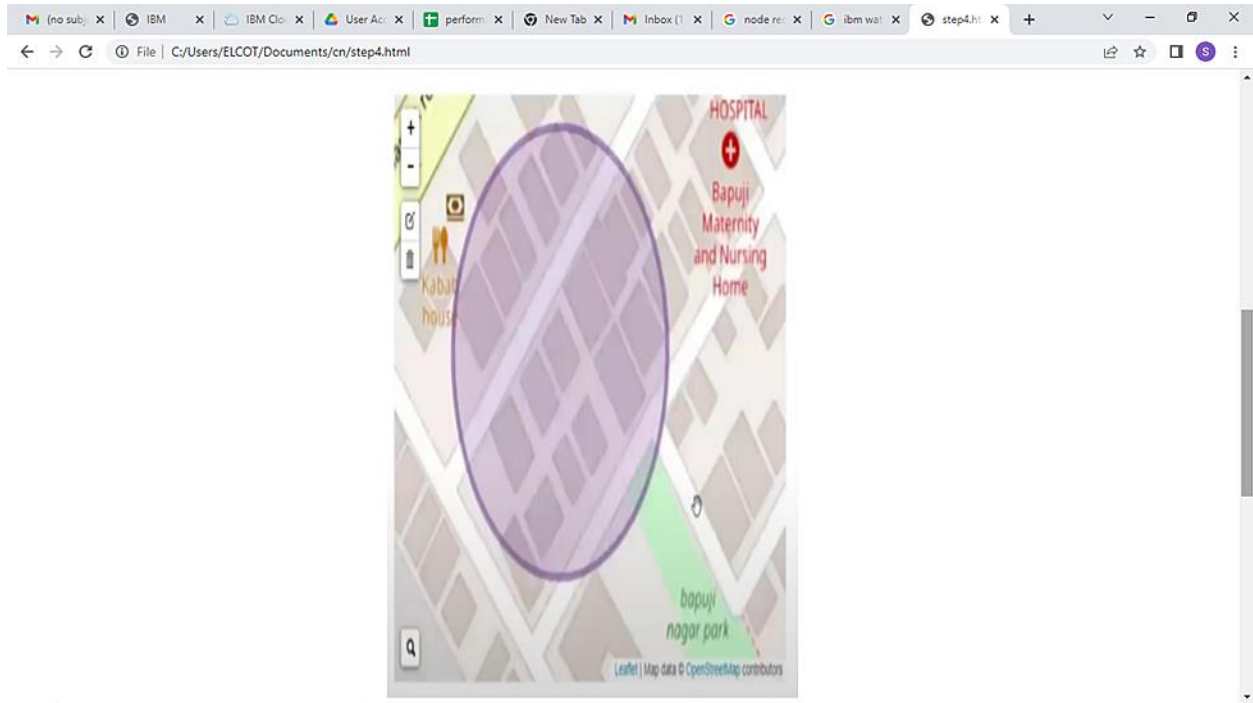 (no subj
IBM
IBM Clo
User Acc
perform
New Tab
Inbox (1
node rec
ibm wat
step4.ht
File | C:/Users/ELCOT/Documents/cn/step4.html
S
+
-
HOSPITAL
Bapuji
Maternity
and Nursing
Home
Kabab
house
bapuji
nagar park
Leaflet | Map data © OpenStreetMap contributors